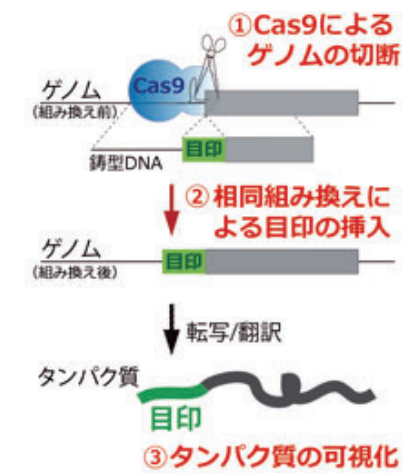 ①Cas9による
ゲノムの切断
Cas9
ゲノム
(組み換え前)
目印
鋳型DNA
②相同組み換えに
よる目印の挿入
ゲノム
(組み換え後)
目印
転写/翻訳
タンパク質
目印
③タンパク質の可視化